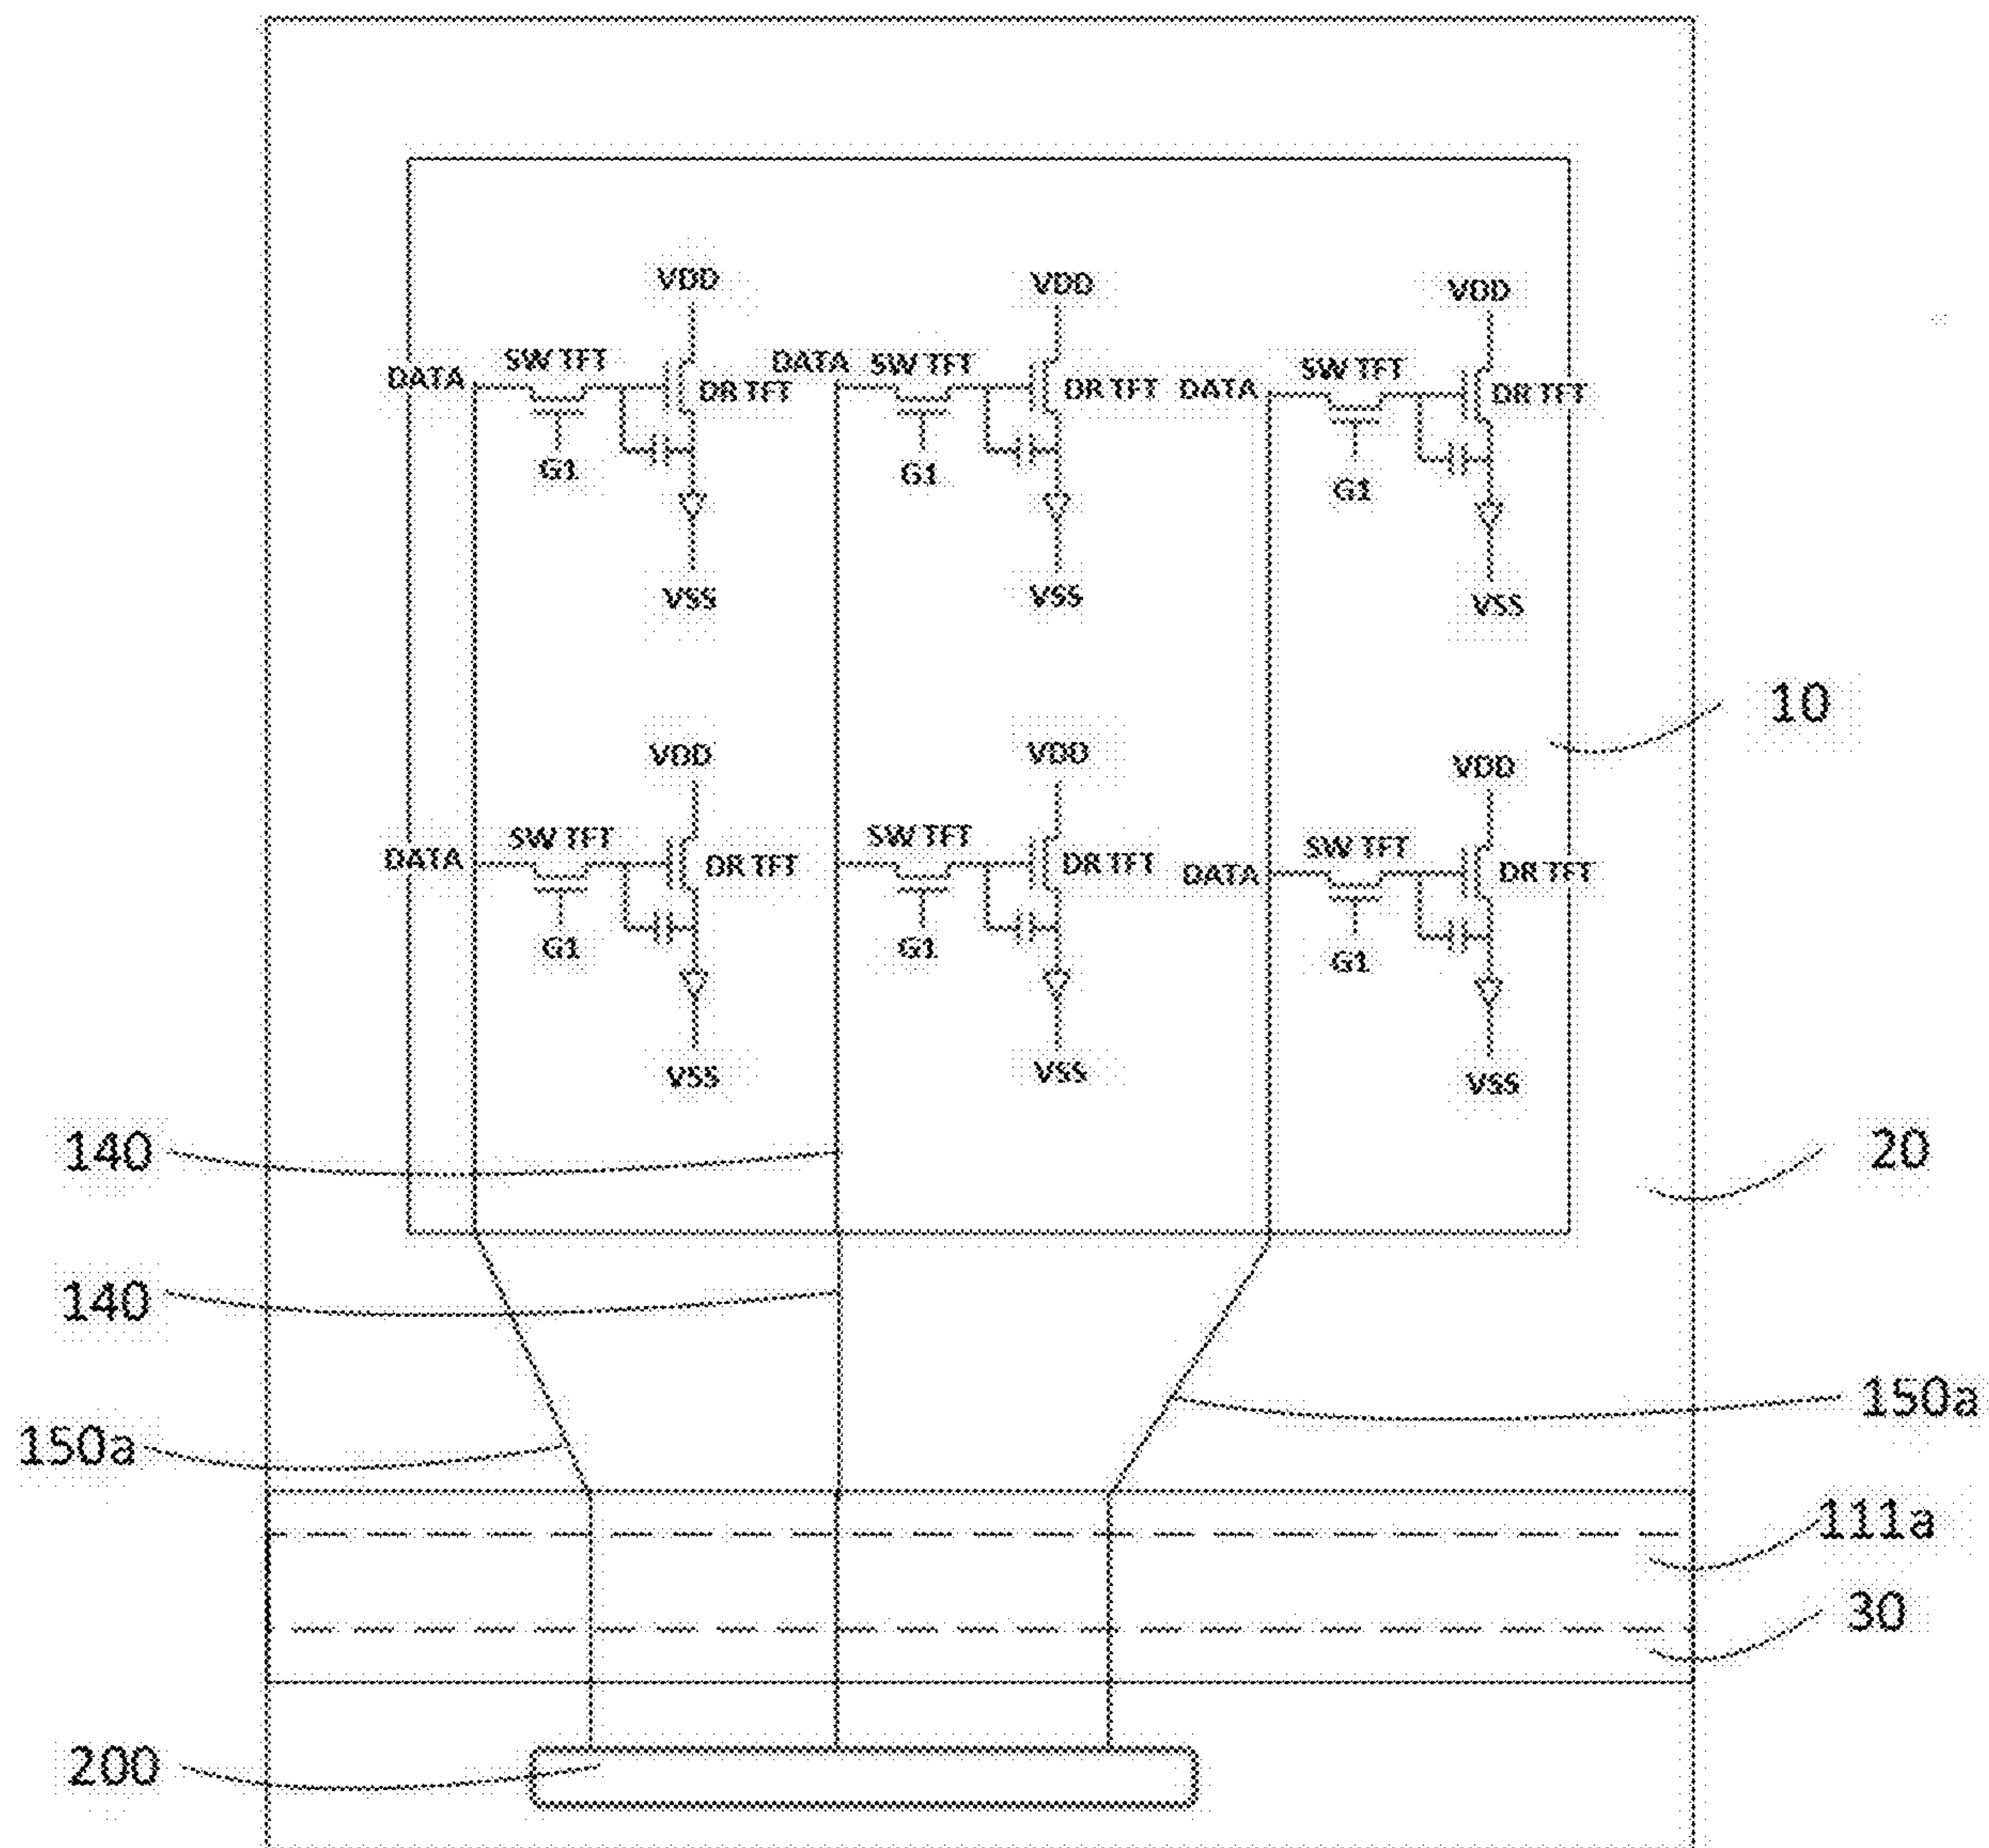 VDD VDD VDD
DATA SW TFT DR TFT DATA SW TFT DR TFT DATA SW TFT DR TFT
G1 G1 G1
VSS VSS VSS
10
VDD VDD VDD
DATA SW TFT DR TFT SW TFT DR TFT DATA SW TFT DR TFT
G1 G1 G1
VSS VSS VSS
140 20
140
150a 150a
111a
30
200